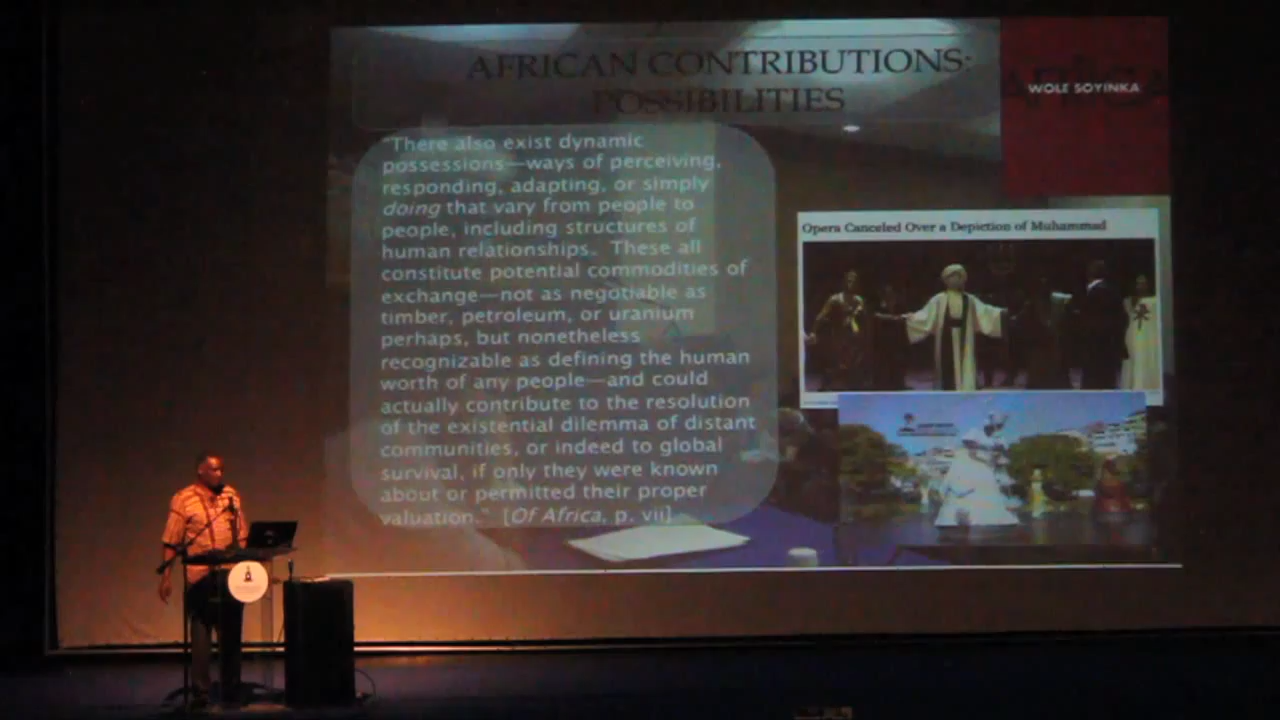 AFRICAN CONTRIBUTIONS:
POSSIBILITIES
"There also exist dynamic
possessions—ways of perceiving,
responding, adapting, or simply
doing that vary from people to
people, including structures of
human relationships. These all
constitute potential commodities of
exchange—not as negotiable as
timber, petroleum, or uranium
perhaps, but nonetheless
recognizable as defining the human
worth of any people—and could
actually contribute to the resolution
of the existential dilemma of distant
communities, or indeed to global
survival, if only they were known
about or permitted their proper
valuation." [Of Africa, p. vii]
WOLE SOYINKA
Opera Canceled Over a Depiction of Muhammad